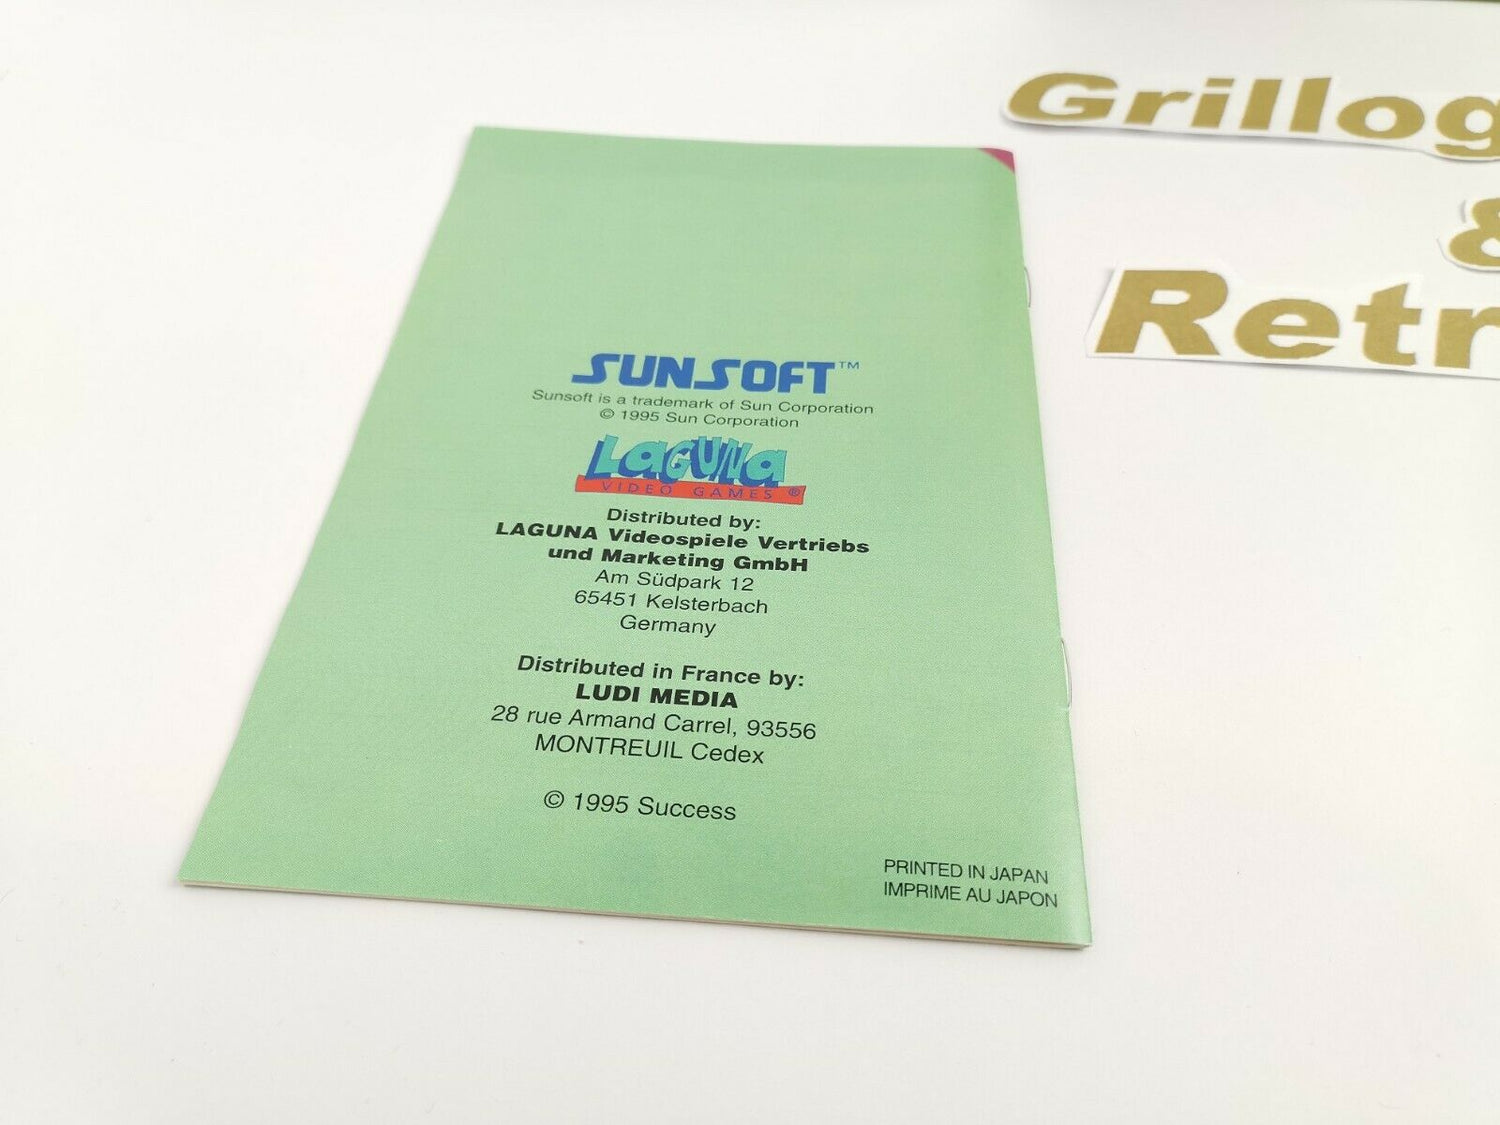 SUNSOFT™
Sunsoft is a trademark of Sun Corporation
© 1995 Sun Corporation
LaGUNa
VIDEO GAMES ®
Distributed by:
LAGUNA Videospiele Vertriebs
und Marketing GmbH
Am Südpark 12
65451 Kelsterbach
Germany
Distributed in France by:
LUDI MEDIA
28 rue Armand Carrel, 93556
MONTREUIL Cedex
© 1995 Success
PRINTED IN JAPAN
IMPRIME AU JAPON
Grillog
&
Retr